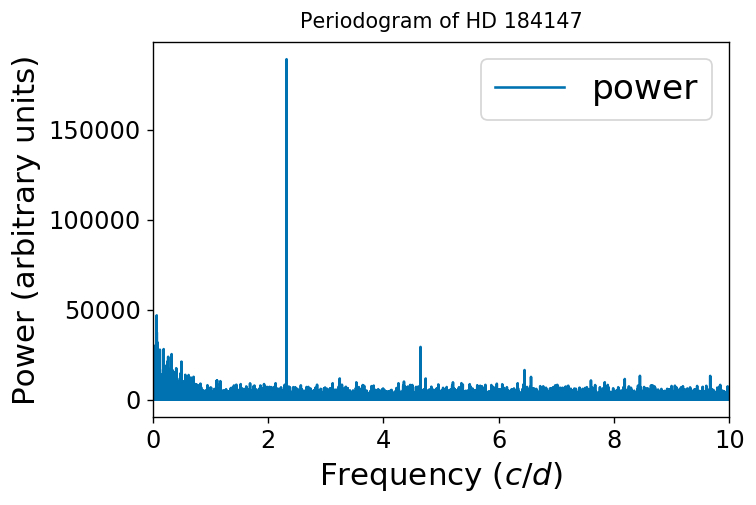 Periodogram of HD 184147
power
Power (arbitrary units)
150000
100000
50000
0
0 2 4 6 8 10
Frequency (c/d)